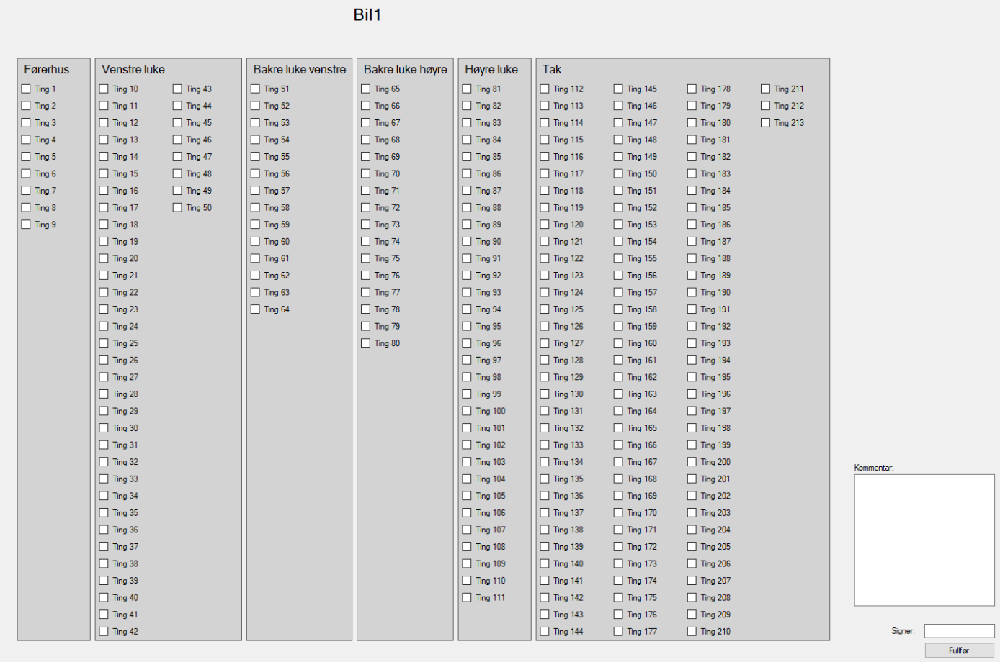 Bil1
Førerhus
Ting 1
Ting 2
Ting 3
Ting 4
Ting 5
Ting 6
Ting 7
Ting 8
Ting 9
Venstre luke
Ting 10
Ting 11
Ting 12
Ting 13
Ting 14
Ting 15
Ting 16
Ting 17
Ting 18
Ting 19
Ting 20
Ting 21
Ting 22
Ting 23
Ting 24
Ting 25
Ting 26
Ting 27
Ting 28
Ting 29
Ting 30
Ting 31
Ting 32
Ting 33
Ting 34
Ting 35
Ting 36
Ting 37
Ting 38
Ting 39
Ting 40
Ting 41
Ting 42
Ting 43
Ting 44
Ting 45
Ting 46
Ting 47
Ting 48
Ting 49
Ting 50
Bakre luke venstre
Ting 51
Ting 52
Ting 53
Ting 54
Ting 55
Ting 56
Ting 57
Ting 58
Ting 59
Ting 60
Ting 61
Ting 62
Ting 63
Ting 64
Bakre luke høyre
Ting 65
Ting 66
Ting 67
Ting 68
Ting 69
Ting 70
Ting 71
Ting 72
Ting 73
Ting 74
Ting 75
Ting 76
Ting 77
Ting 78
Ting 79
Ting 80
Høyre luke
Ting 81
Ting 82
Ting 83
Ting 84
Ting 85
Ting 86
Ting 87
Ting 88
Ting 89
Ting 90
Ting 91
Ting 92
Ting 93
Ting 94
Ting 95
Ting 96
Ting 97
Ting 98
Ting 99
Ting 100
Ting 101
Ting 102
Ting 103
Ting 104
Ting 105
Ting 106
Ting 107
Ting 108
Ting 109
Ting 110
Ting 111
Tak
Ting 112
Ting 113
Ting 114
Ting 115
Ting 116
Ting 117
Ting 118
Ting 119
Ting 120
Ting 121
Ting 122
Ting 123
Ting 124
Ting 125
Ting 126
Ting 127
Ting 128
Ting 129
Ting 130
Ting 131
Ting 132
Ting 133
Ting 134
Ting 135
Ting 136
Ting 137
Ting 138
Ting 139
Ting 140
Ting 141
Ting 142
Ting 143
Ting 144
Ting 145
Ting 146
Ting 147
Ting 148
Ting 149
Ting 150
Ting 151
Ting 152
Ting 153
Ting 154
Ting 155
Ting 156
Ting 157
Ting 158
Ting 159
Ting 160
Ting 161
Ting 162
Ting 163
Ting 164
Ting 165
Ting 166
Ting 167
Ting 168
Ting 169
Ting 170
Ting 171
Ting 172
Ting 173
Ting 174
Ting 175
Ting 176
Ting 177
Ting 178
Ting 179
Ting 180
Ting 181
Ting 182
Ting 183
Ting 184
Ting 185
Ting 186
Ting 187
Ting 188
Ting 189
Ting 190
Ting 191
Ting 192
Ting 193
Ting 194
Ting 195
Ting 196
Ting 197
Ting 198
Ting 199
Ting 200
Ting 201
Ting 202
Ting 203
Ting 204
Ting 205
Ting 206
Ting 207
Ting 208
Ting 209
Ting 210
Ting 211
Ting 212
Ting 213
Kommentar:
Signer:
Fullfør